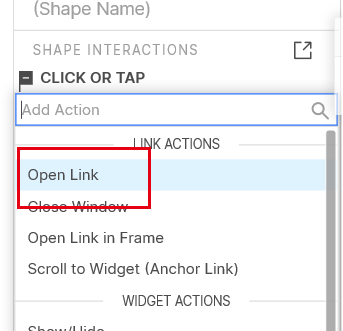 (Shape Name)
SHAPE INTERACTIONS
CLICK OR TAP
Add Action
LINK ACTIONS
Open Link
Close Window
Open Link in Frame
Scroll to Widget (Anchor Link)
WIDGET ACTIONS
Show/Hide